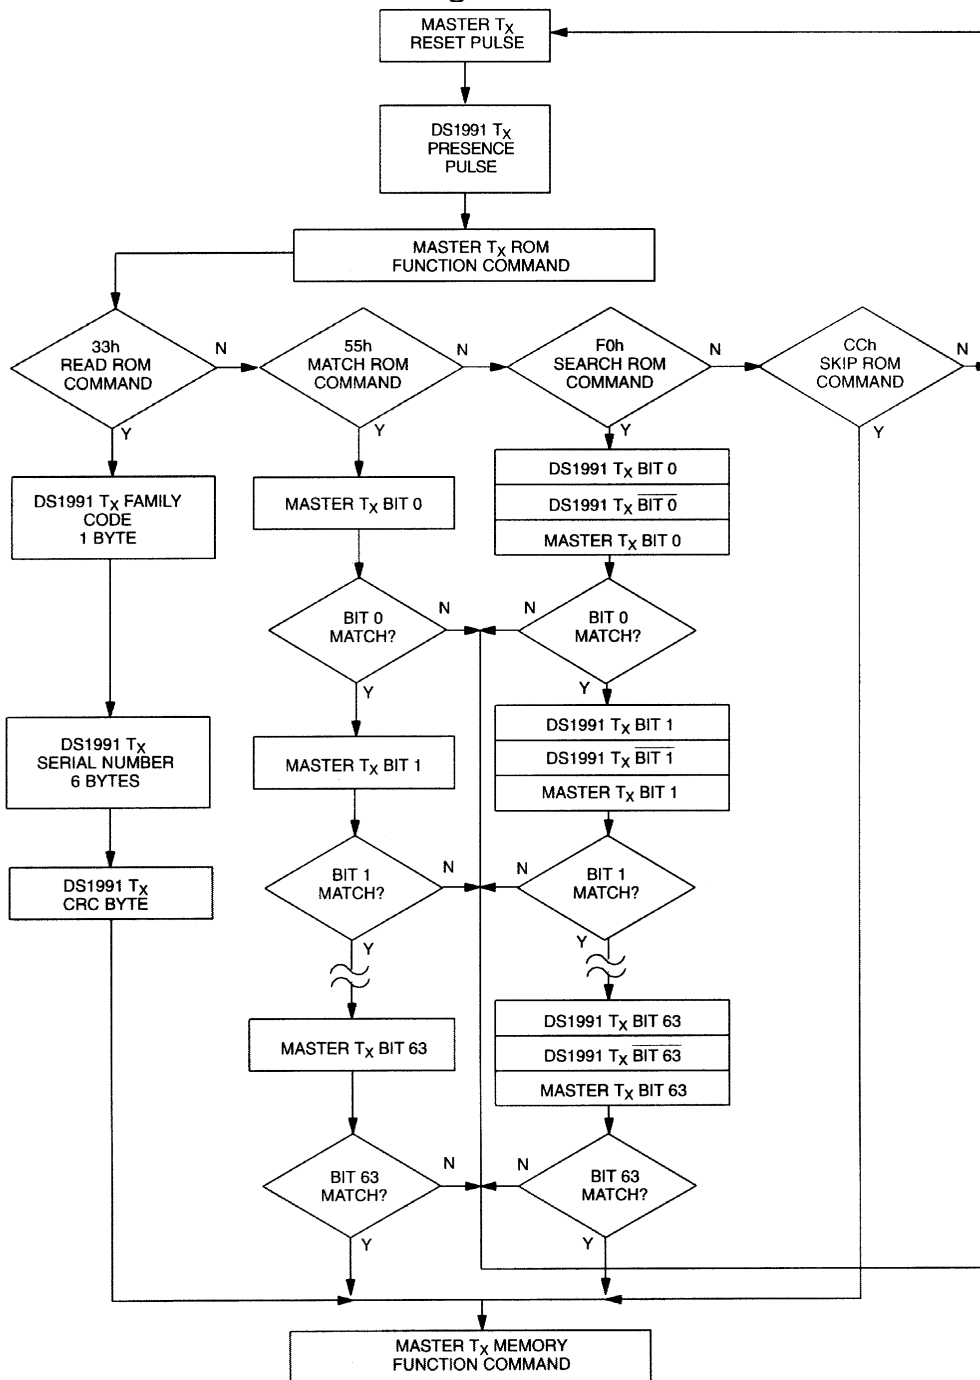 MASTER TX
RESET PULSE
DS1991 TX
PRESENCE
PULSE
MASTER TX ROM
FUNCTION COMMAND
33h
READ ROM
COMMAND
N
Y
55h
MATCH ROM
COMMAND
N
Y
F0h
SEARCH ROM
COMMAND
N
Y
CCh
SKIP ROM
COMMAND
N
Y
DS1991 TX FAMILY
CODE
1 BYTE
DS1991 TX
SERIAL NUMBER
6 BYTES
DS1991 TX
CRC BYTE
MASTER TX BIT 0
BIT 0
MATCH?
N
Y
MASTER TX BIT 1
BIT 1
MATCH?
N
Y
MASTER TX BIT 63
BIT 63
MATCH?
N
Y
DS1991 TX BIT 0
DS1991 TX BIT 0
MASTER TX BIT 0
BIT 0
MATCH?
N
Y
DS1991 TX BIT 1
DS1991 TX BIT 1
MASTER TX BIT 1
BIT 1
MATCH?
N
Y
DS1991 TX BIT 63
DS1991 TX BIT 63
MASTER TX BIT 63
BIT 63
MATCH?
N
Y
MASTER TX MEMORY
FUNCTION COMMAND